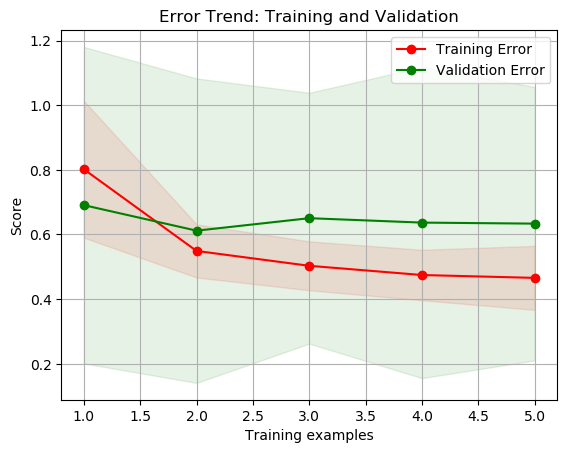 Error Trend: Training and Validation
Training Error
Validation Error
Score
1.2
1.0
0.8
0.6
0.4
0.2
1.0 1.5 2.0 2.5 3.0 3.5 4.0 4.5 5.0
Training examples